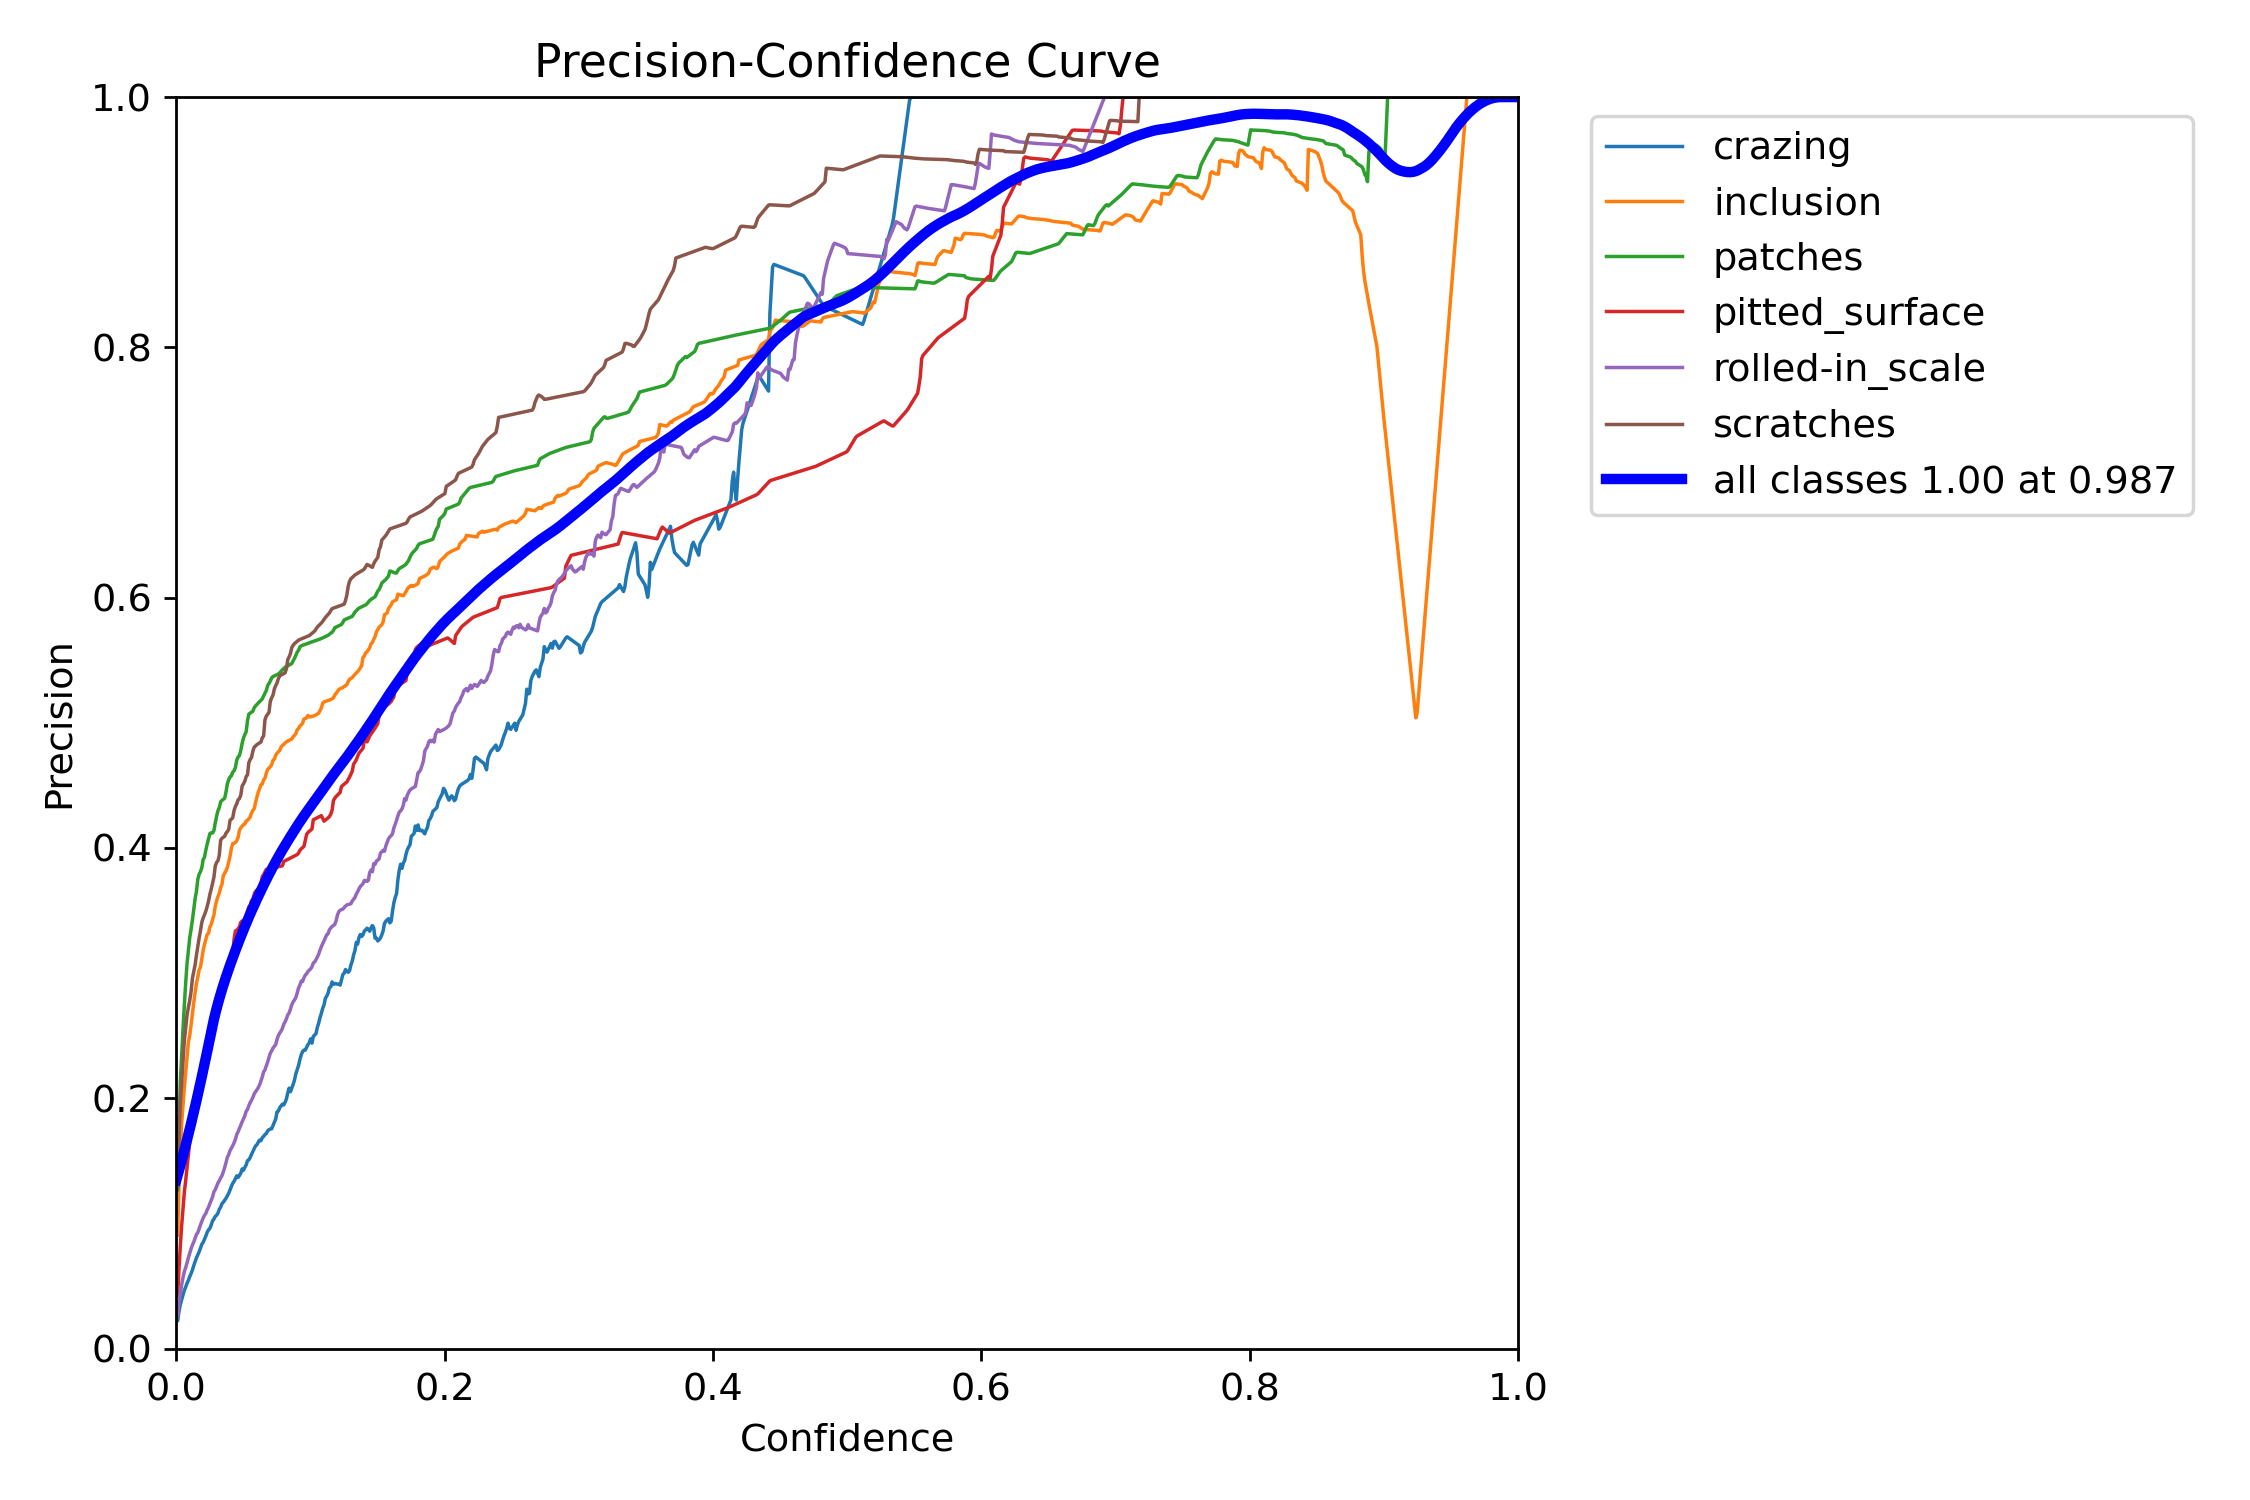 Precision-Confidence Curve
1.0
0.8
0.6
0.4
0.2
0.0
Precision
0.0 0.2 0.4 0.6 0.8 1.0
Confidence
crazing
inclusion
patches
pitted_surface
rolled-in_scale
scratches
all classes 1.00 at 0.987